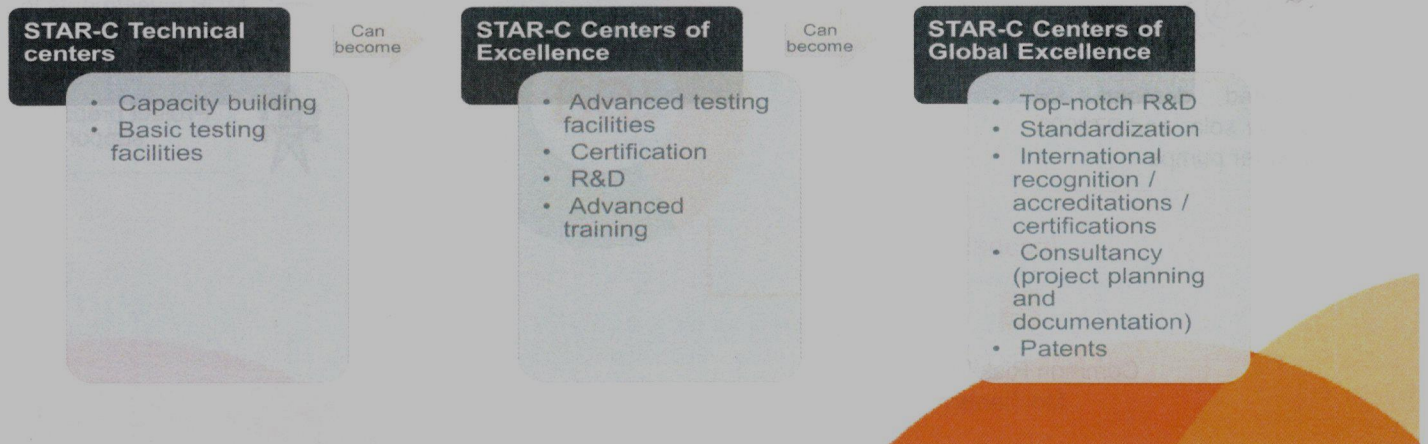 STAR-C Technical
centers
• Capacity building
• Basic testing
facilities
Can
become
STAR-C Centers of
Excellence
• Advanced testing
facilities
• Certification
• R&D
• Advanced
training
Can
become
STAR-C Centers of
Global Excellence
• Top-notch R&D
• Standardization
• International
recognition /
accreditations /
certifications
• Consultancy
(project planning
and
documentation)
• Patents